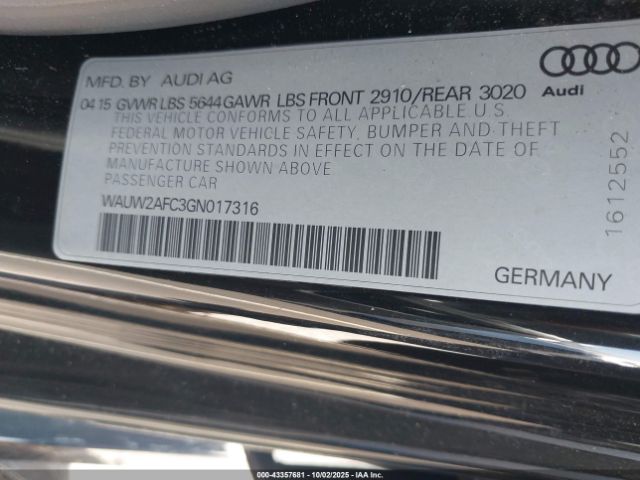 MFD. BY AUDI AG
04 15 GVWR LBS 5644 GAWR LBS FRONT 2910/REAR 3020
THIS VEHICLE CONFORMS TO ALL APPLICABLE U.S.
FEDERAL MOTOR VEHICLE SAFETY, BUMPER AND THEFT
PREVENTION STANDARDS IN EFFECT ON THE DATE OF
MANUFACTURE SHOWN ABOVE
PASSENGER CAR
WAUW2AFC3GN017316
Audi
1612552
GERMANY
000-43357681 - 10/02/2025 - IAA Inc.